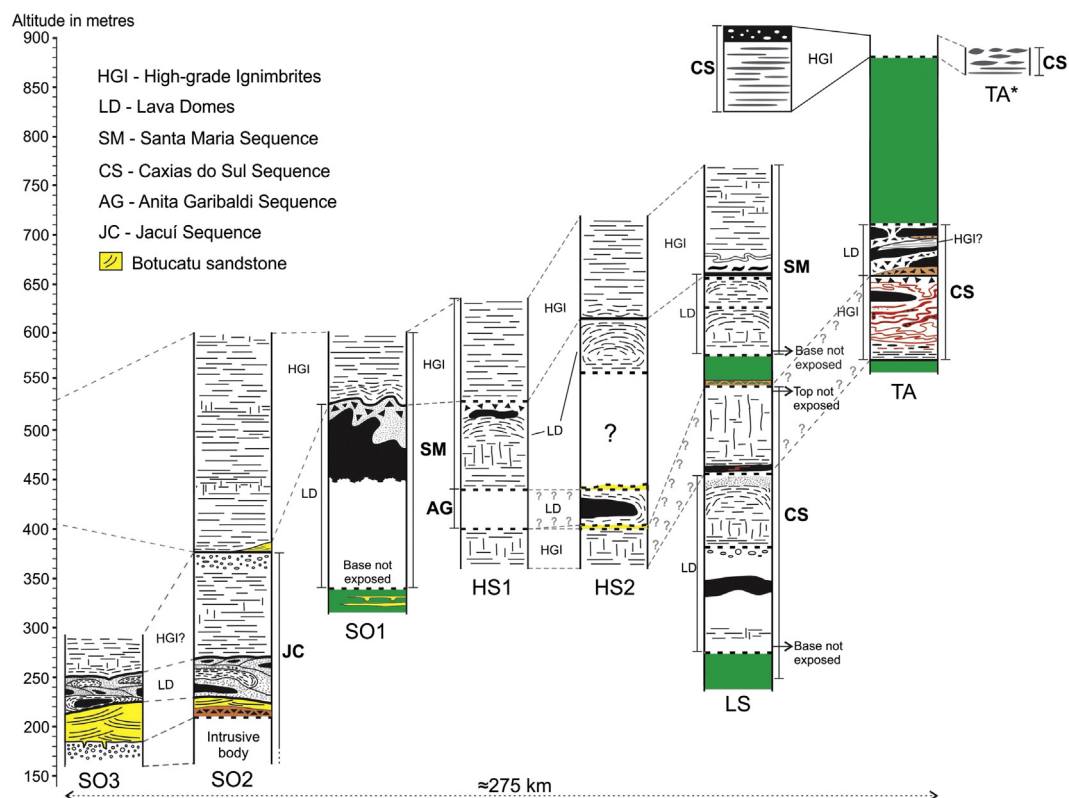 Altitude in metres
900
850
800
750
700
650
600
550
500
450
400
350
300
250
200
150
HGI - High-grade Ignimbrites
LD - Lava Domes
SM - Santa Maria Sequence
CS - Caxias do Sul Sequence
AG - Anita Garibaldi Sequence
JC - Jacuí Sequence
Botucatu sandstone
HGI?
LD
SO3
Intrusive
body
SO2
JC
HGI
LD
Base not
exposed
SO1
HGI
SM
AG
HS1
HGI
LD
? ? ?
LD
? ? ?
HGI
?
HS2
HGI
SM
LD
Base not
exposed
Top not
exposed
CS
LD
Base not
exposed
LS
CS
HGI
LD
HGI?
HGI
CS
TA
CS
TA*
≈275 km